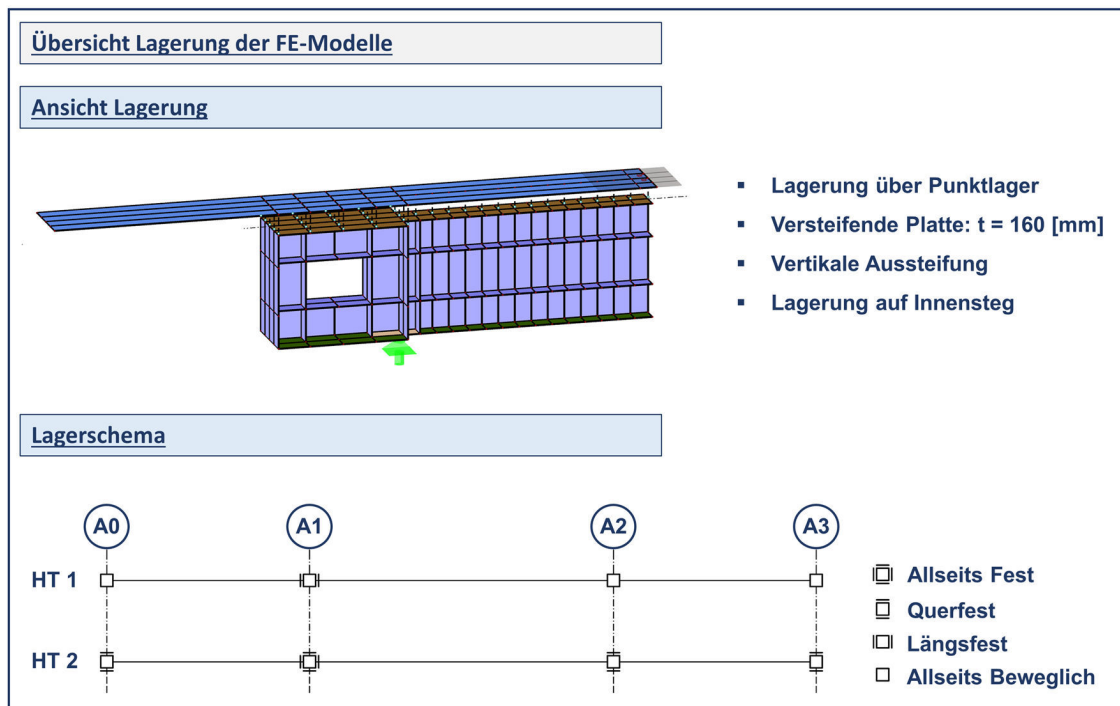 Übersicht Lagerung der FE-Modelle
Ansicht Lagerung
▪ Lagerung über Punktlager
▪ Versteifende Platte: t = 160 [mm]
▪ Vertikale Aussteifung
▪ Lagerung auf Innensteg
Lagerschema
A0 A1 A2 A3
HT 1
HT 2
Allseits Fest
Querfest
Längsfest
Allseits Beweglich